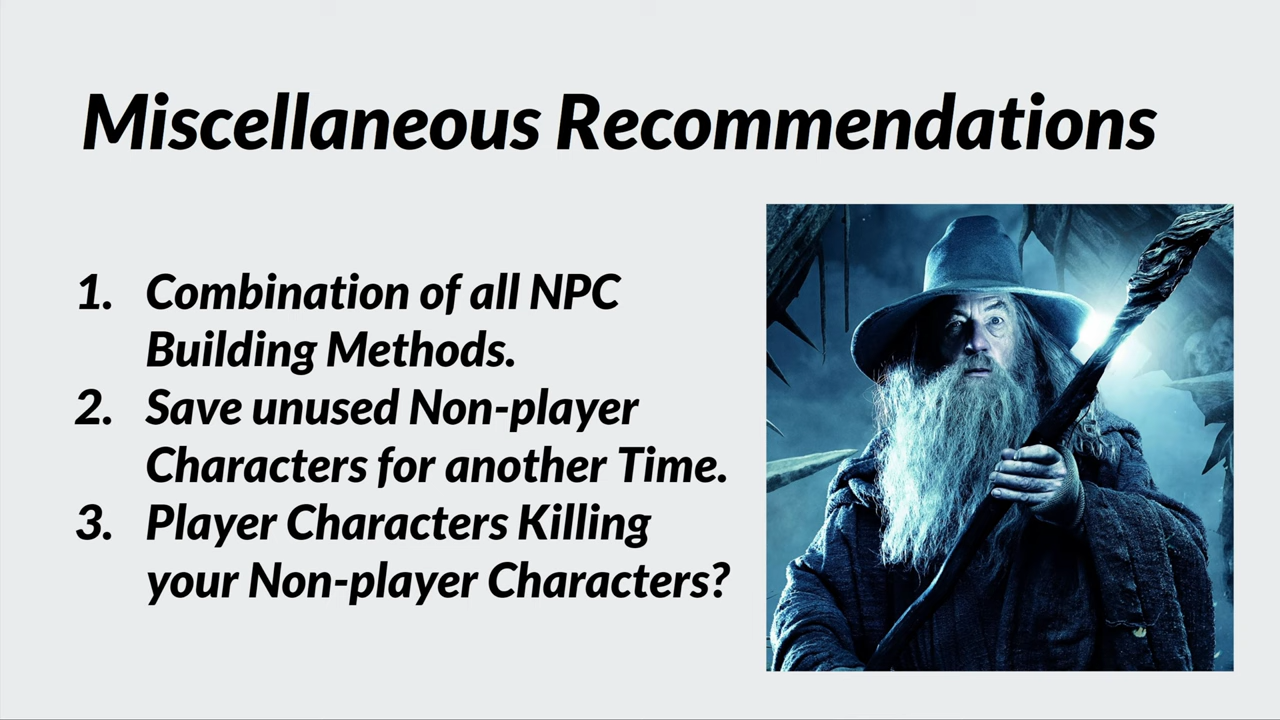 Miscellaneous Recommendations
1. Combination of all NPC
Building Methods.
2. Save unused Non-player
Characters for another Time.
3. Player Characters Killing
your Non-player Characters?